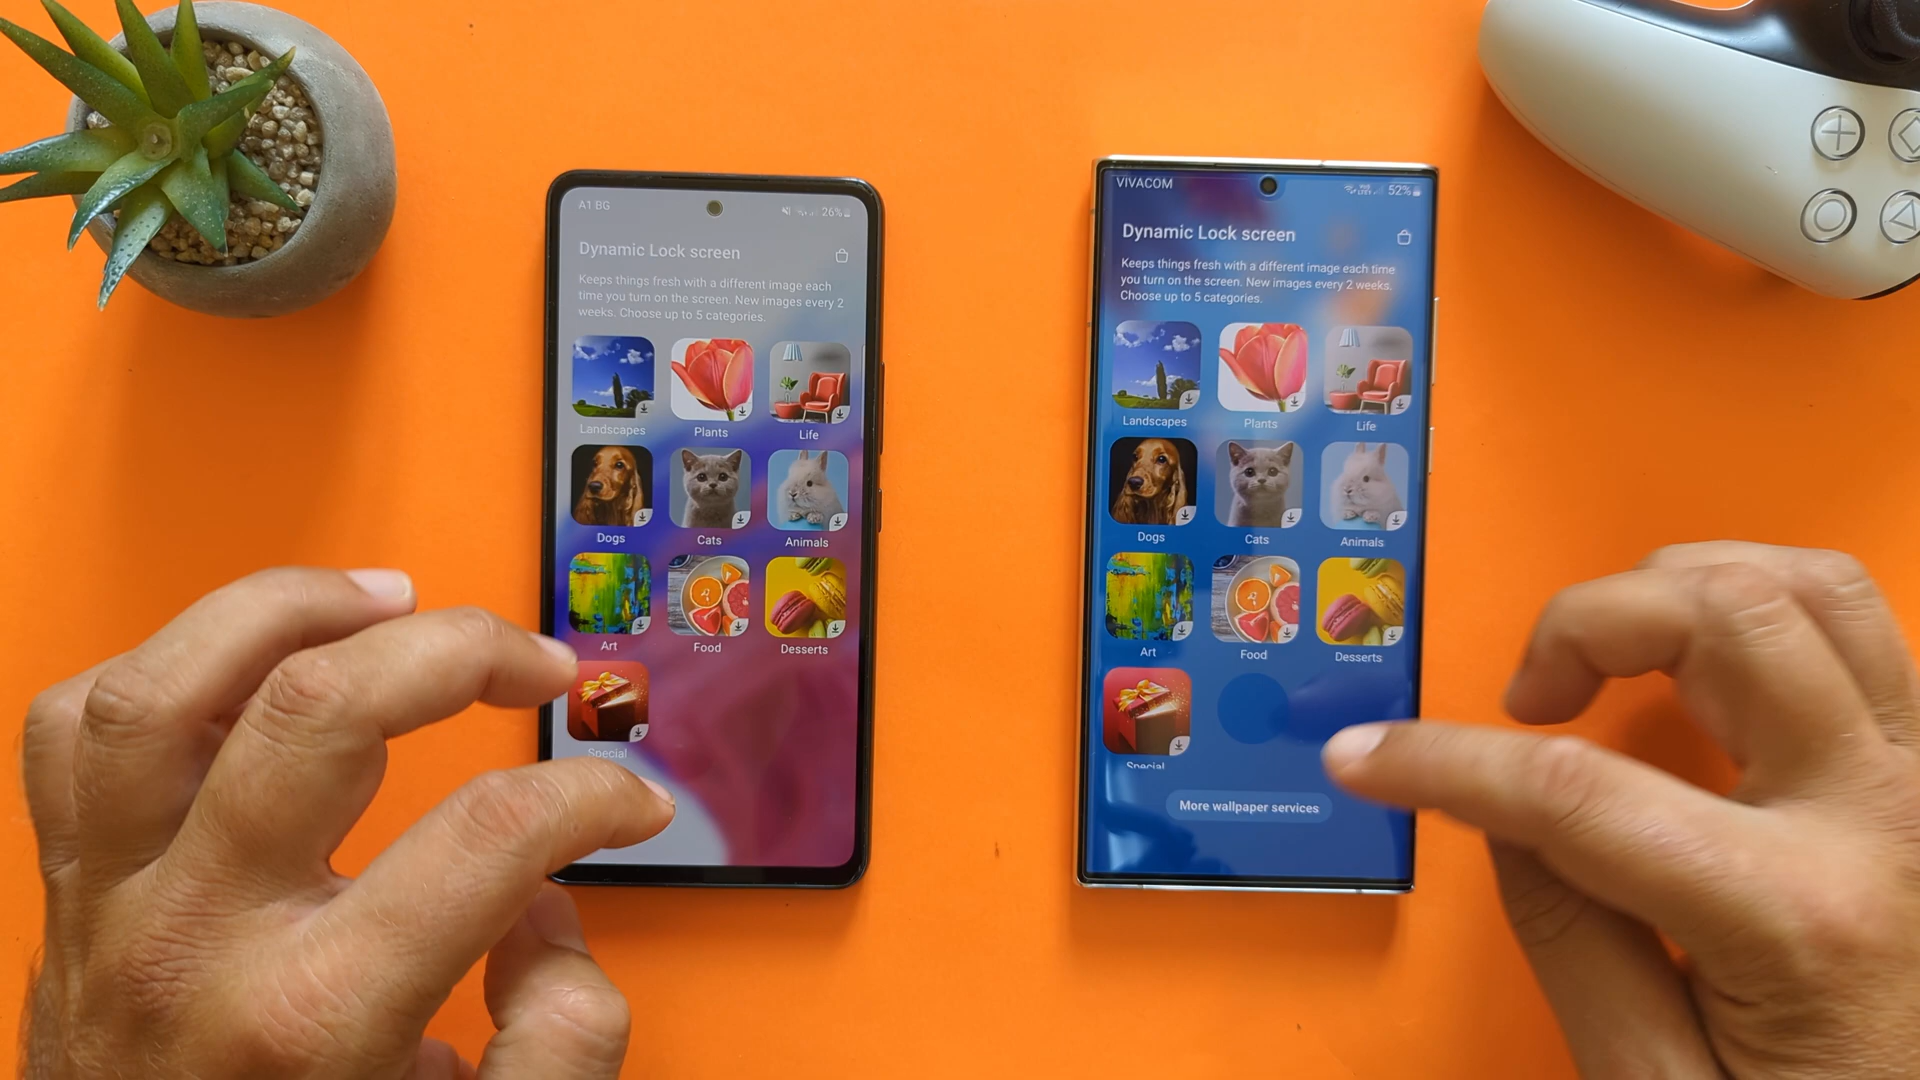 A1 BG
26%
Dynamic Lock screen
Keeps things fresh with a different image each
time you turn on the screen. New images every 2
weeks. Choose up to 5 categories.
Landscapes
Plants
Life
Dogs
Cats
Animals
Art
Food
Desserts
Special
VIVACOM
52%
Dynamic Lock screen
Keeps things fresh with a different image each time
you turn on the screen. New images every 2 weeks.
Choose up to 5 categories.
Landscapes
Plants
Life
Dogs
Cats
Animals
Art
Food
Desserts
Special
More wallpaper services